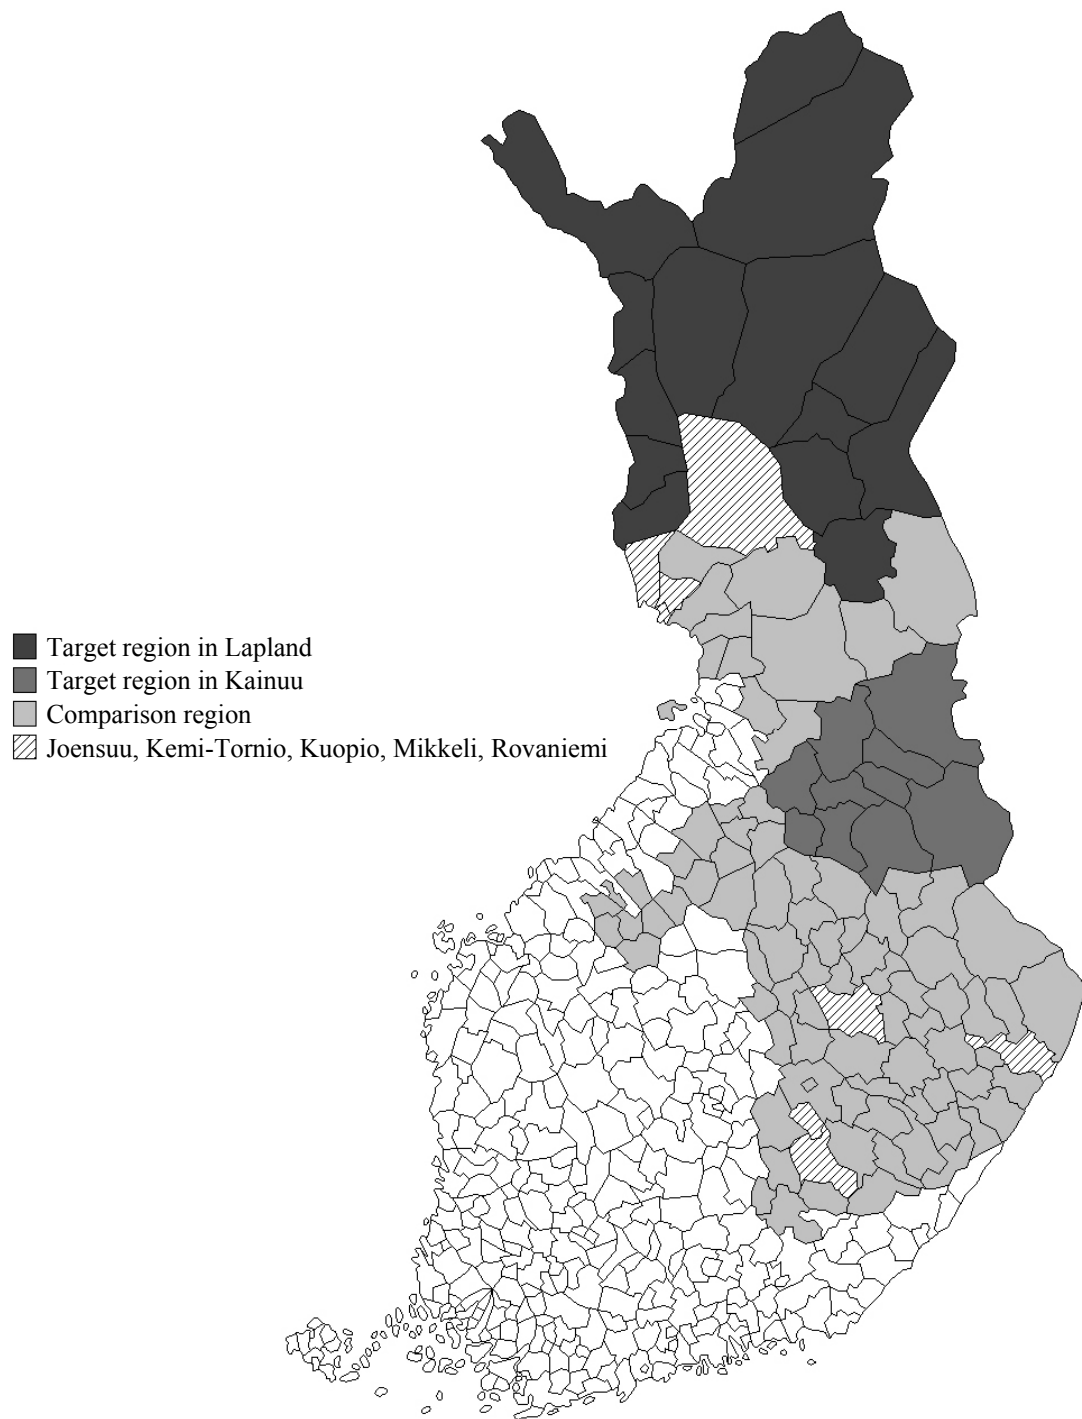 Target region in Lapland
Target region in Kainuu
Comparison region
Joensuu, Kemi-Tornio, Kuopio, Mikkeli, Rovaniemi